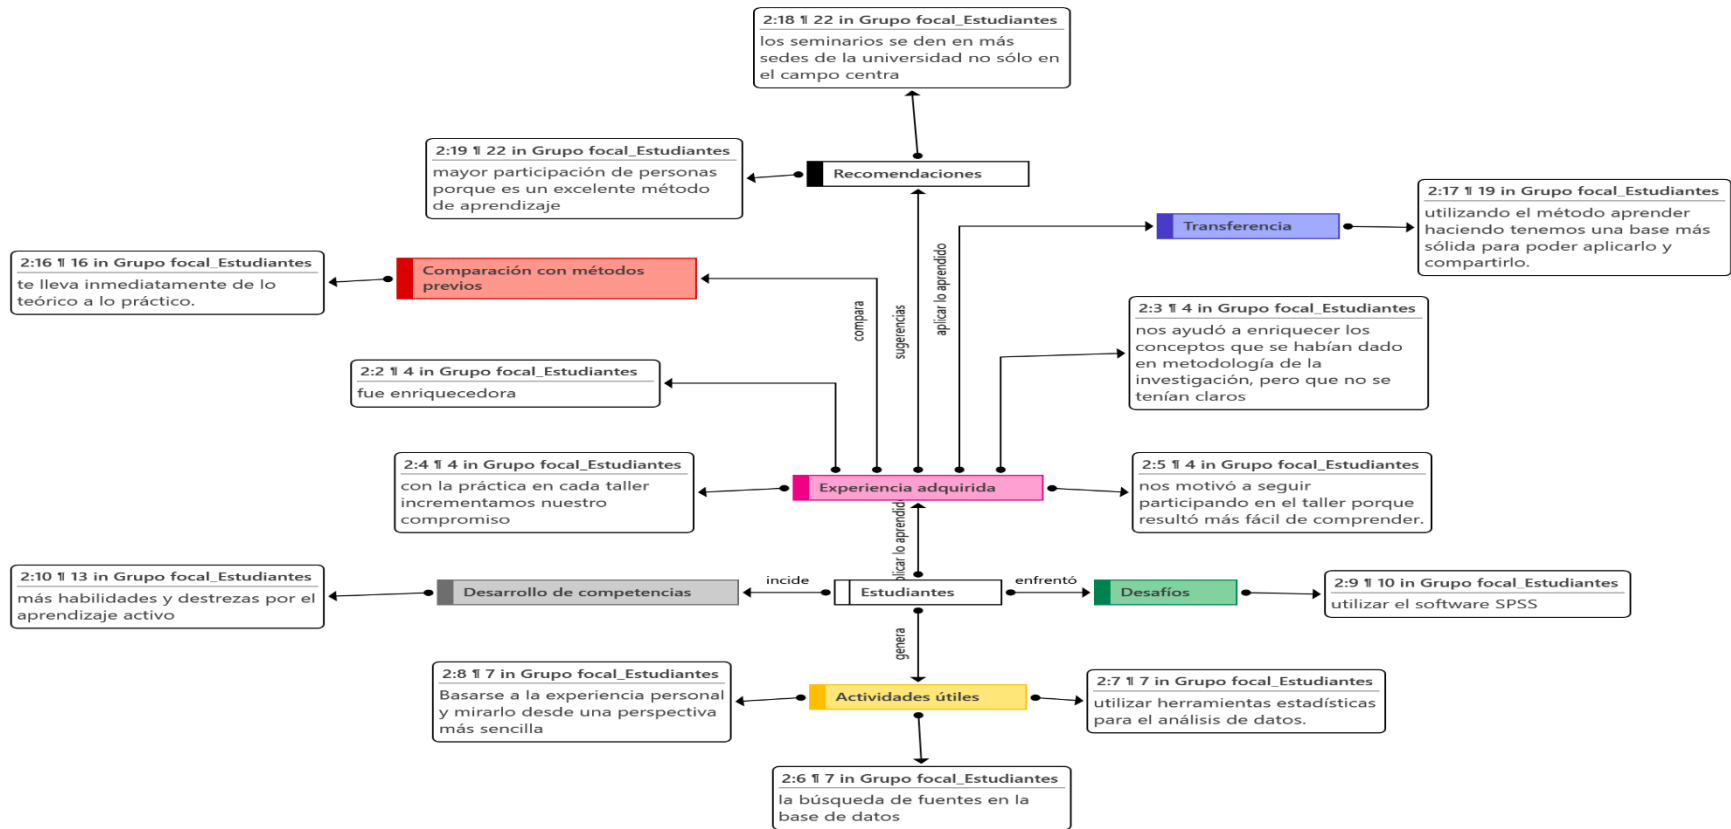 2:18 ¶ 22 in Grupo focal_Estudiantes
los seminarios se den en más
sedes de la universidad no sólo en
el campo centra
2:19 ¶ 22 in Grupo focal_Estudiantes
mayor participación de personas
porque es un excelente método
de aprendizaje
Recomendaciones
2:17 ¶ 19 in Grupo focal_Estudiantes
utilizando el método aprender
haciendo tenemos una base más
sólida para poder aplicarlo y
compartirlo.
Transferencia
2:16 ¶ 16 in Grupo focal_Estudiantes
te lleva inmediatamente de lo
teórico a lo práctico.
Comparación con métodos
previos
compara
sugerencias
aplicar lo aprendido
2:3 ¶ 4 in Grupo focal_Estudiantes
nos ayudó a enriquecer los
conceptos que se habían dado
en metodología de la
investigación, pero que no se
tenían claros
2:2 ¶ 4 in Grupo focal_Estudiantes
fue enriquecedora
2:4 ¶ 4 in Grupo focal_Estudiantes
con la práctica en cada taller
incrementamos nuestro
compromiso
Experiencia adquirida
2:5 ¶ 4 in Grupo focal_Estudiantes
nos motivó a seguir
participando en el taller porque
resultó más fácil de comprender.
plicar lo aprendido
2:10 ¶ 13 in Grupo focal_Estudiantes
más habilidades y destrezas por el
aprendizaje activo
Desarrollo de competencias
incide
Estudiantes
enfrentó
Desafíos
2:9 ¶ 10 in Grupo focal_Estudiantes
utilizar el software SPSS
genera
2:8 ¶ 7 in Grupo focal_Estudiantes
Basarse a la experiencia personal
y mirarlo desde una perspectiva
más sencilla
Actividades útiles
2:7 ¶ 7 in Grupo focal_Estudiantes
utilizar herramientas estadísticas
para el análisis de datos.
2:6 ¶ 7 in Grupo focal_Estudiantes
la búsqueda de fuentes en la
base de datos